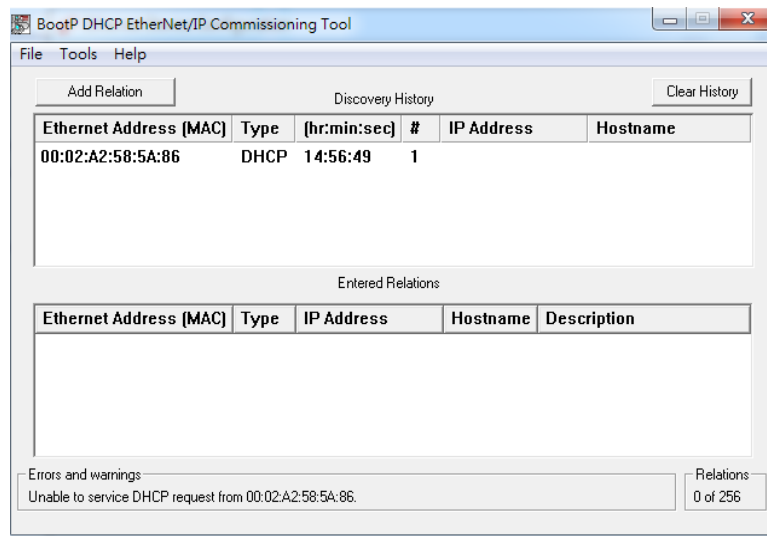 BootP DHCP EtherNet/IP Commissioning Tool
File Tools Help
Add Relation Discovery History Clear History
Ethernet Address (MAC) Type (hr:min:sec) # IP Address Hostname
00:02:A2:58:5A:86 DHCP 14:56:49 1
Entered Relations
Ethernet Address (MAC) Type IP Address Hostname Description
Errors and warnings Relations
Unable to service DHCP request from 00:02:A2:58:5A:86. 0 of 256